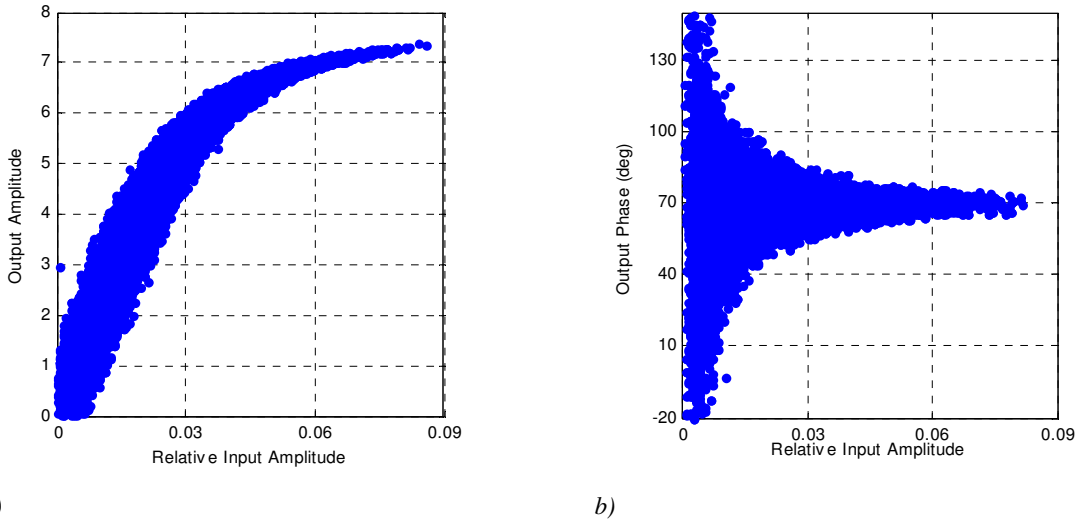 8
7
6
5
4
3
2
1
0
Output Amplitude
0 0.03 0.06 0.09
Relative Input Amplitude
)
130
100
70
40
10
-20
Output Phase (deg)
0 0.03 0.06 0.09
Relative Input Amplitude
b)